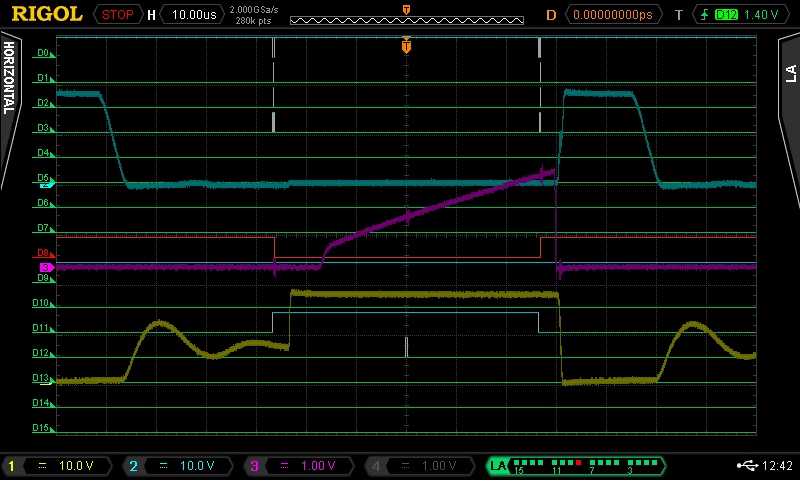 RIGOL STOP H 10.00us 2.000GSa/s 280k pts D 0.00000000ps T D12 1.40 V
T
T
HORIZONTAL
LA
D0
D1
D2
D3
D4
2 D5
D6
D7
D8
3
D9
D10
D11
D12
D13
D14
D15
1 10.0 V 2 10.0 V 3 1.00 V 4 1.00 V LA 15 11 7 3 12:42